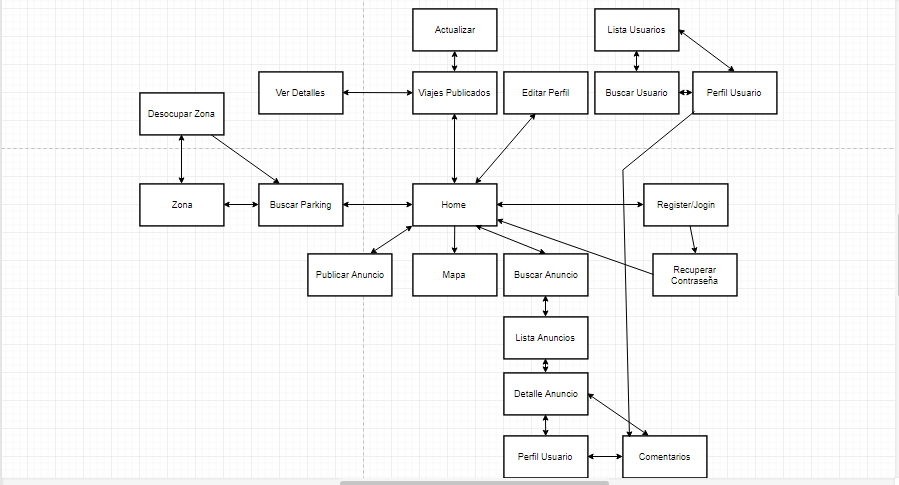 Actualizar
Lista Usuarios
Ver Detalles
Viajes Publicados
Editar Perfil
Buscar Usuario
Perfil Usuario
Desocupar Zona
Zona
Buscar Parking
Home
Register/Jogin
Publicar Anuncio
Mapa
Buscar Anuncio
Recuperar
Contraseña
Lista Anuncios
Detalle Anuncio
Perfil Usuario
Comentarios